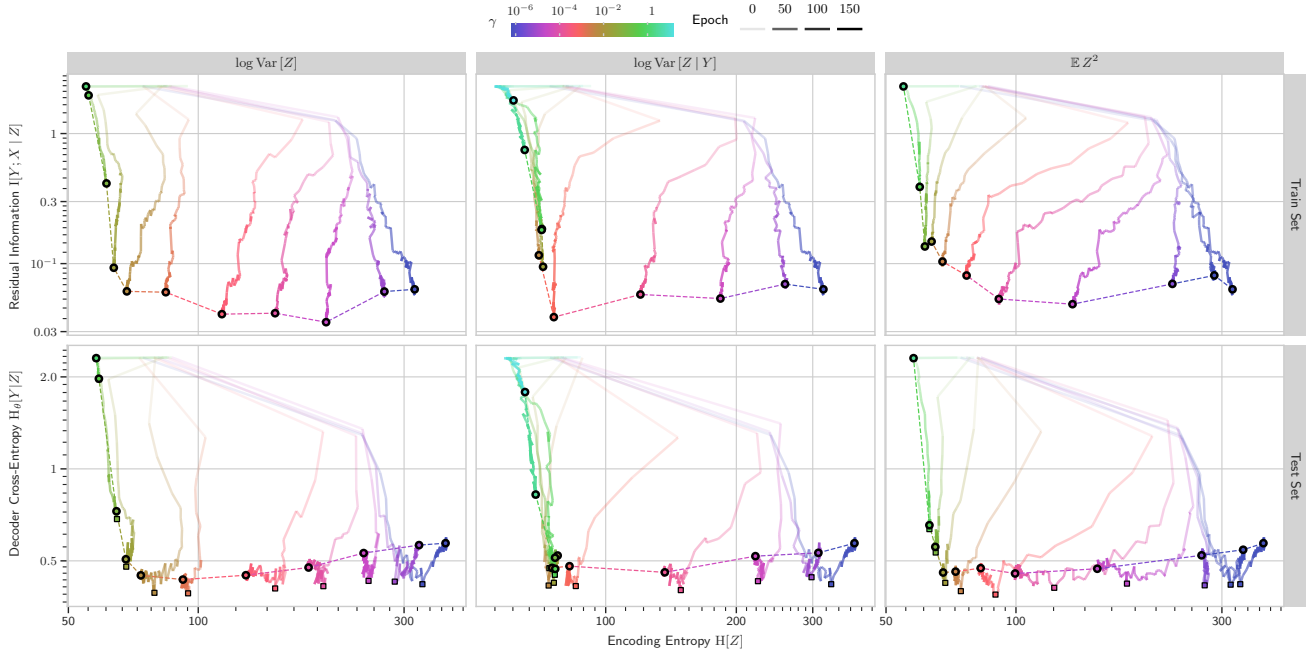 γ 10⁻⁶ 10⁻⁴ 10⁻² 1 Epoch 0 50 100 150
log Var [Z] log Var [Z | Y] 𝔼 Z²
Residual Information I[Y; X | Z]
1
0.3
10⁻¹
0.03
Train Set
Decoder Cross-Entropy H_θ[Y|Z]
2.0
1
0.5
Test Set
50 100 300 50 100 200 300 50 100 300
Encoding Entropy H[Z]